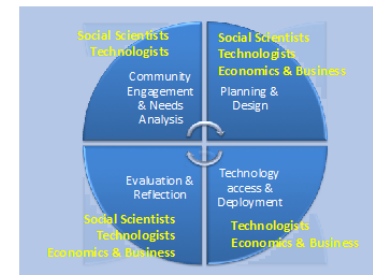 Social Scientists
Technologists
Community
Engagement
& Needs
Analysis
Social Scientists
Technologists
Economics & Business
Planning &
Design
Evaluation &
Reflection
Social Scientists
Technologists
Economics & Business
Technology
access &
Deployment
Technologists
Economics & Business